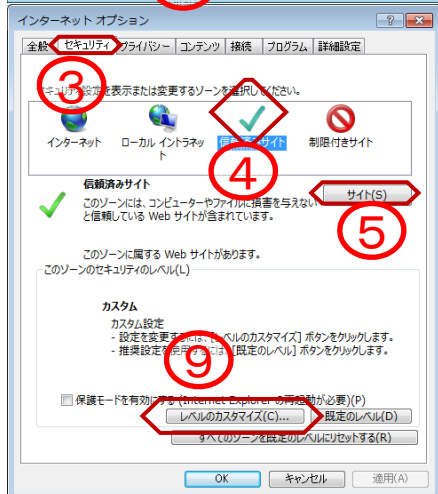 インターネット オプション
全般 セキュリティ プライバシー コンテンツ 接続 プログラム 詳細設定
③
セキュリティ設定を表示または変更するゾーンを選択してください。
インターネット ローカル イントラネット 信頼済みサイト 制限付きサイト
④
信頼済みサイト
サイト(S)
このゾーンには、コンピューターやファイルに損害を与えない
と信頼している Web サイトが含まれています。
⑤
このゾーンに属する Web サイトがあります。
このゾーンのセキュリティのレベル(L)
カスタム
カスタム設定
- 設定を変更するには、[レベルのカスタマイズ] ボタンをクリックします。
- 推奨設定を使用するには、[既定のレベル] ボタンをクリックします。
⑨
保護モードを有効にする (Internet Explorer の再起動が必要)(P)
レベルのカスタマイズ(C)... 既定のレベル(D)
すべてのゾーンを既定のレベルにリセットする(R)
OK キャンセル 適用(A)